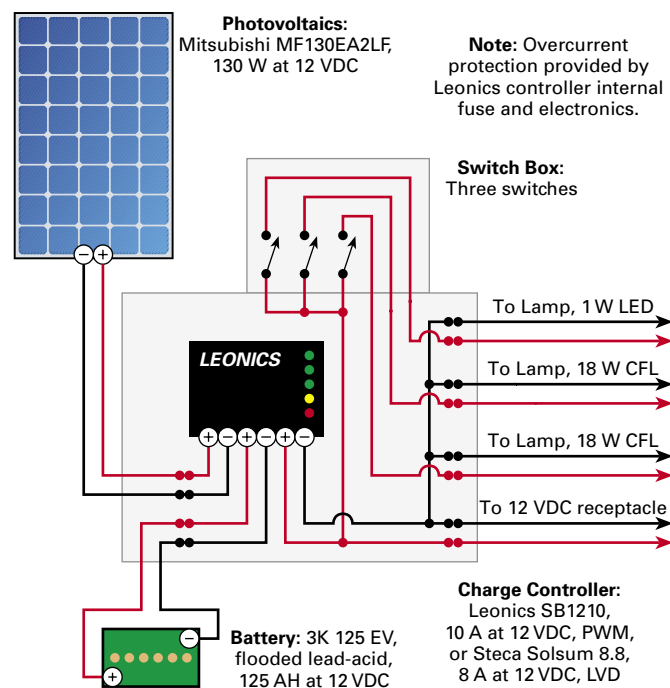 Photovoltaics:
Mitsubishi MF130EA2LF,
130 W at 12 VDC
Note: Overcurrent
protection provided by
Leonics controller internal
fuse and electronics.
Switch Box:
Three switches
− +
To Lamp, 1 W LED
LEONICS
To Lamp, 18 W CFL
To Lamp, 18 W CFL
+ − + − + −
To 12 VDC receptacle
Charge Controller:
Leonics SB1210,
10 A at 12 VDC, PWM,
or Steca Solsum 8.8,
8 A at 12 VDC, LVD
−
+
Battery: 3K 125 EV,
flooded lead-acid,
125 AH at 12 VDC